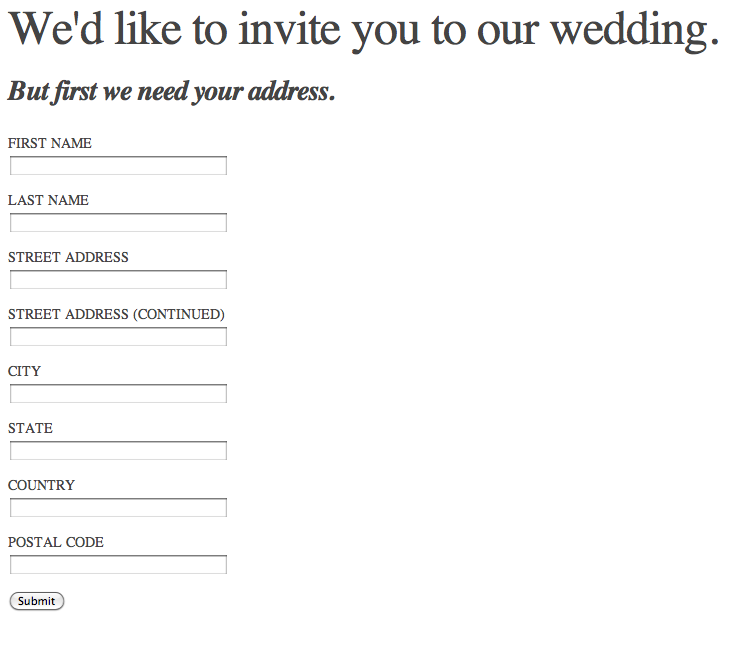 We'd like to invite you to our wedding.
But first we need your address.
FIRST NAME
LAST NAME
STREET ADDRESS
STREET ADDRESS (CONTINUED)
CITY
STATE
COUNTRY
POSTAL CODE
Submit